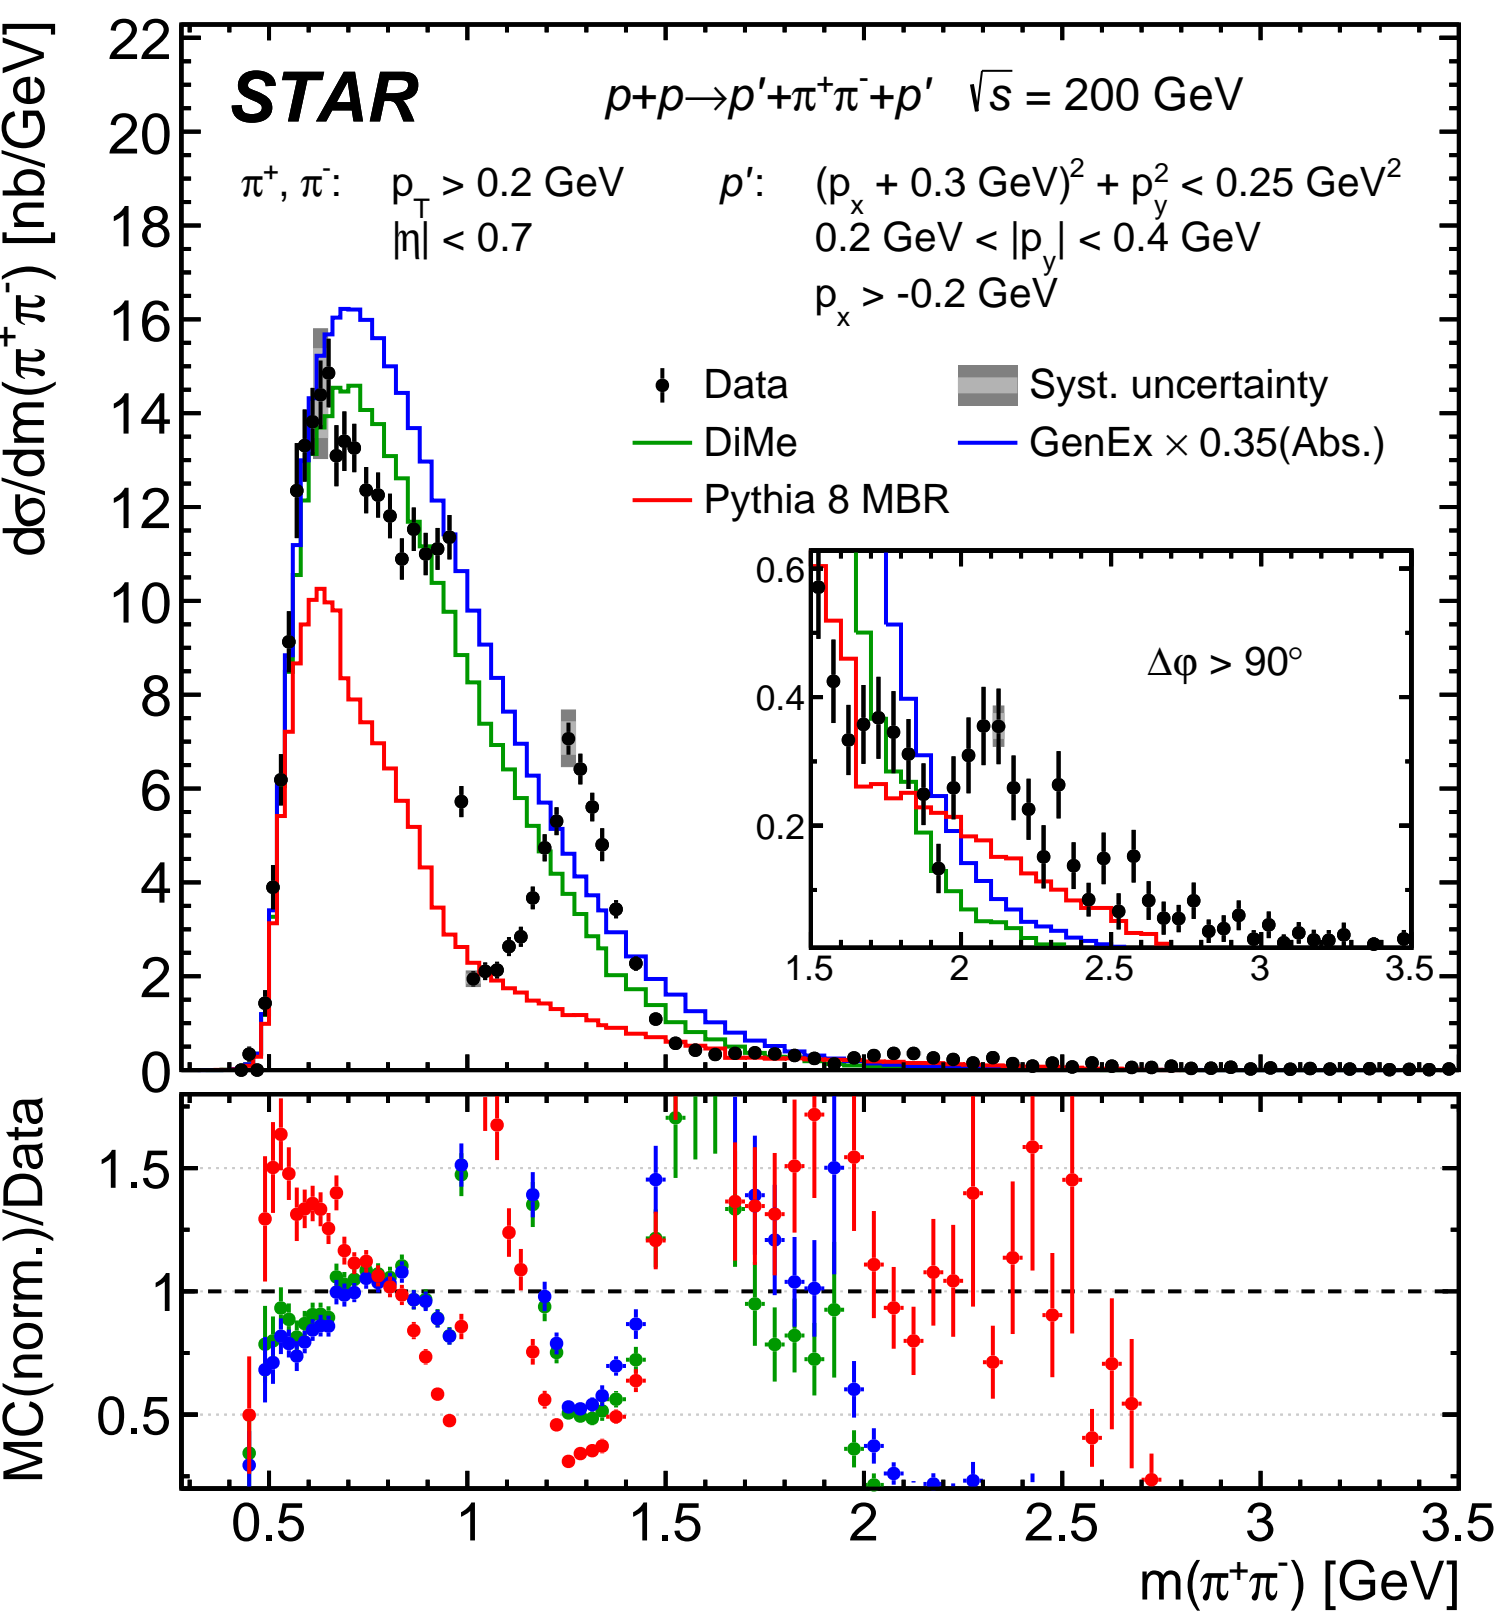 STAR
p+p→p′+π⁺π⁻+p′ √s = 200 GeV
π⁺, π⁻: p_T > 0.2 GeV p′: (p_x + 0.3 GeV)² + p_y² < 0.25 GeV²
|η| < 0.7 0.2 GeV < |p_y| < 0.4 GeV
p_x > -0.2 GeV
Data Syst. uncertainty
DiMe GenEx × 0.35(Abs.)
Pythia 8 MBR
dσ/dm(π⁺π⁻) [nb/GeV]
22
20
18
16
14
12
10
8
6
4
2
0
Δφ > 90°
0.6
0.4
0.2
1.5 2 2.5 3 3.5
MC(norm.)/Data
1.5
1
0.5
0.5 1 1.5 2 2.5 3 3.5
m(π⁺π⁻) [GeV]